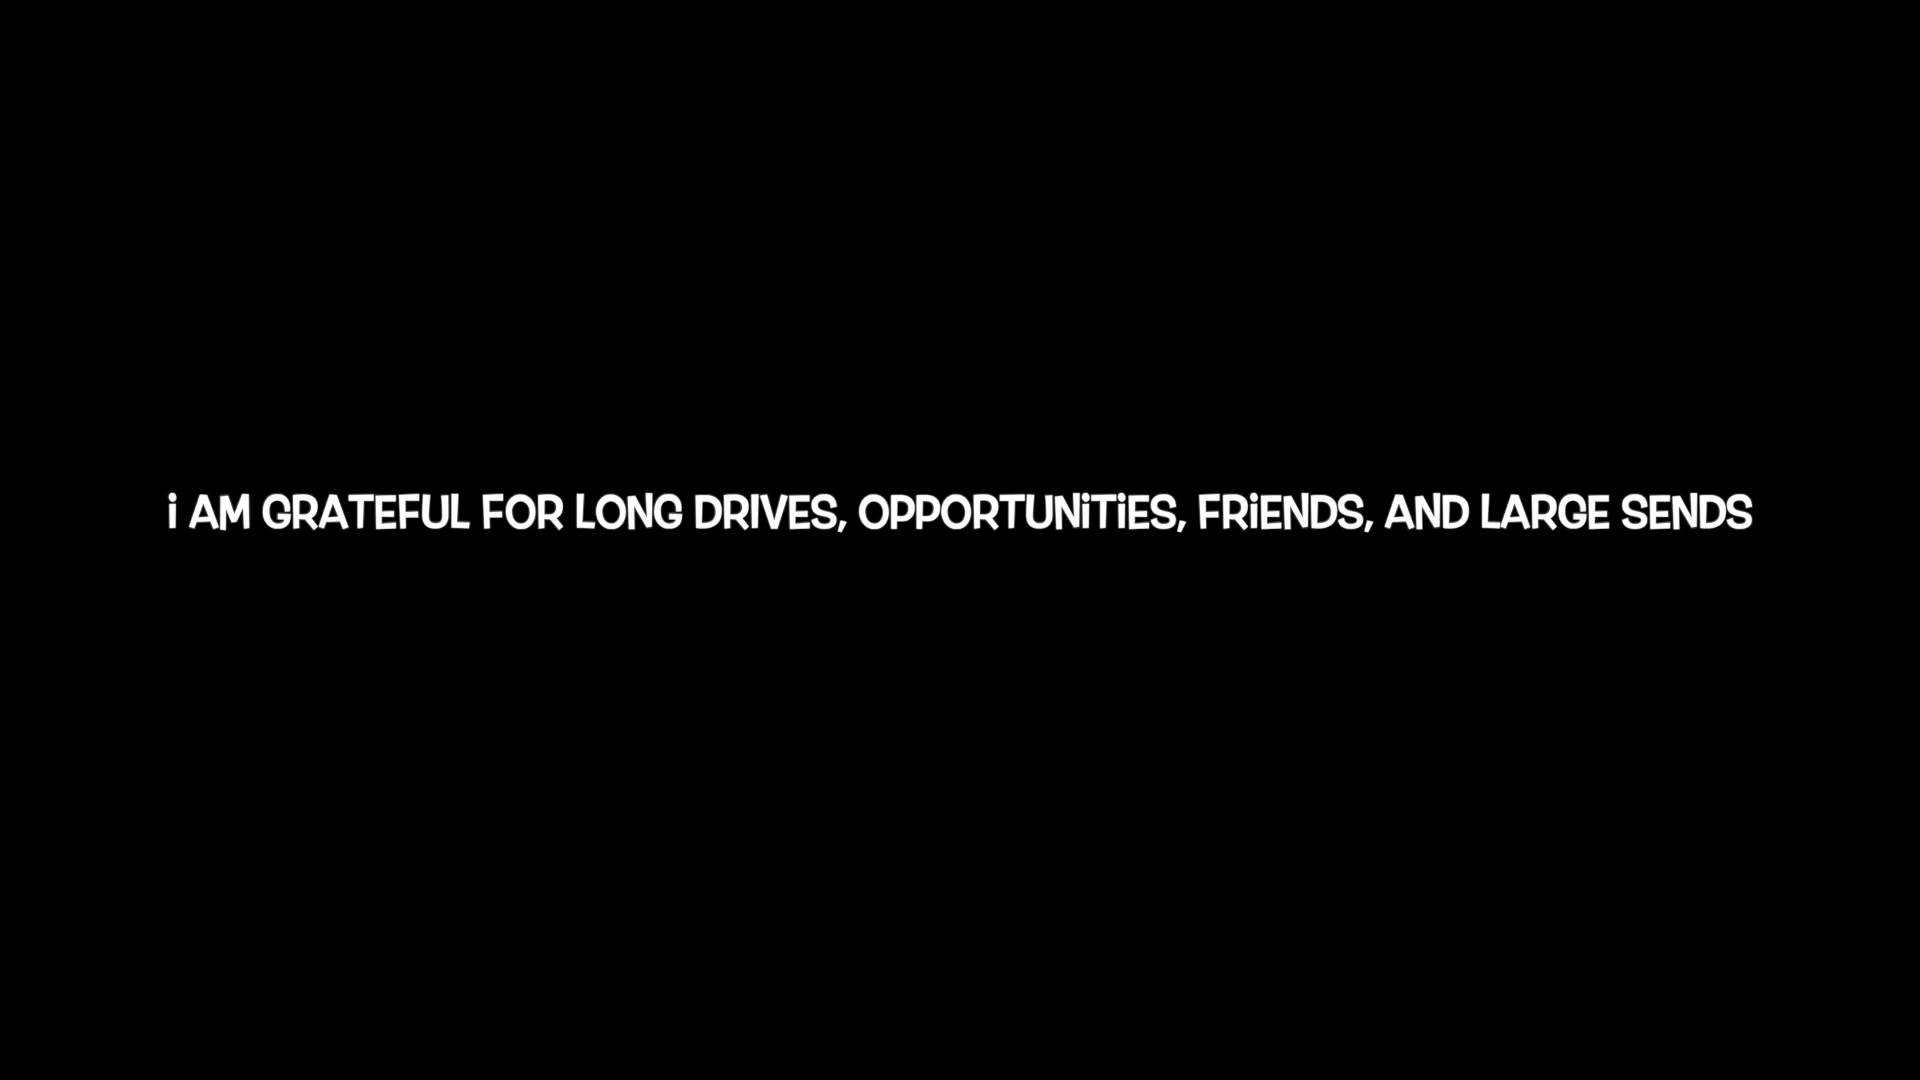 i AM GRATEFUL FOR LONG DRIVES, OPPORTUNiTiES, FRiENDS, AND LARGE SENDS